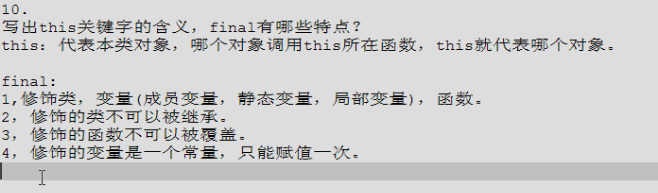 10.
写出this关键字的含义,final有哪些特点?
this:代表本类对象,哪个对象调用this所在函数,this就代表哪个对象。
final:
1,修饰类,变量(成员变量,静态变量,局部变量),函数。
2,修饰的类不可以被继承。
3,修饰的函数不可以被覆盖。
4,修饰的变量是一个常量,只能赋值一次。